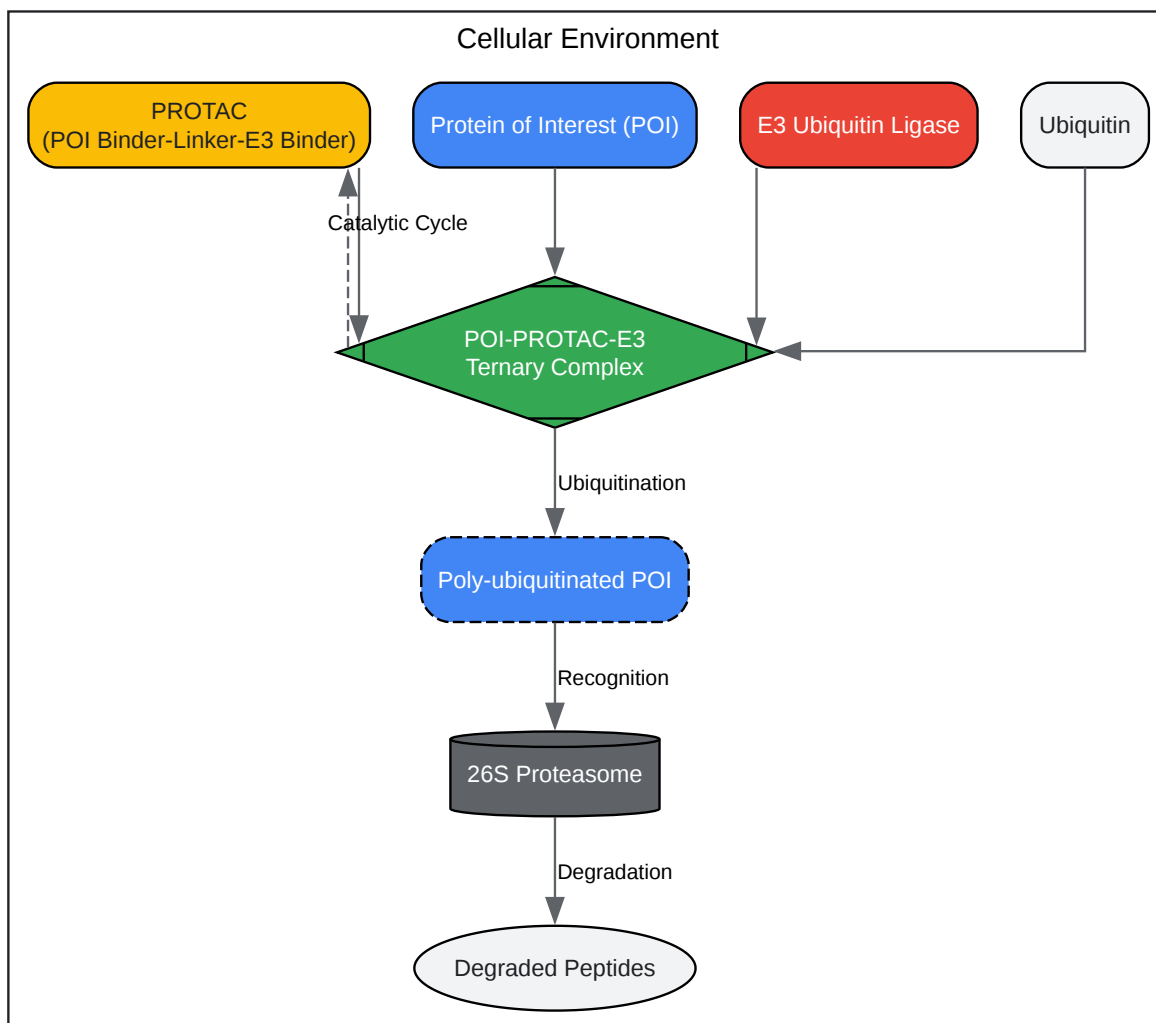 Cellular Environment
PROTAC
(POI Binder-Linker-E3 Binder)
Protein of Interest (POI)
E3 Ubiquitin Ligase
Ubiquitin
Catalytic Cycle
POI-PROTAC-E3
Ternary Complex
Ubiquitination
Poly-ubiquitinated POI
Recognition
26S Proteasome
Degradation
Degraded Peptides